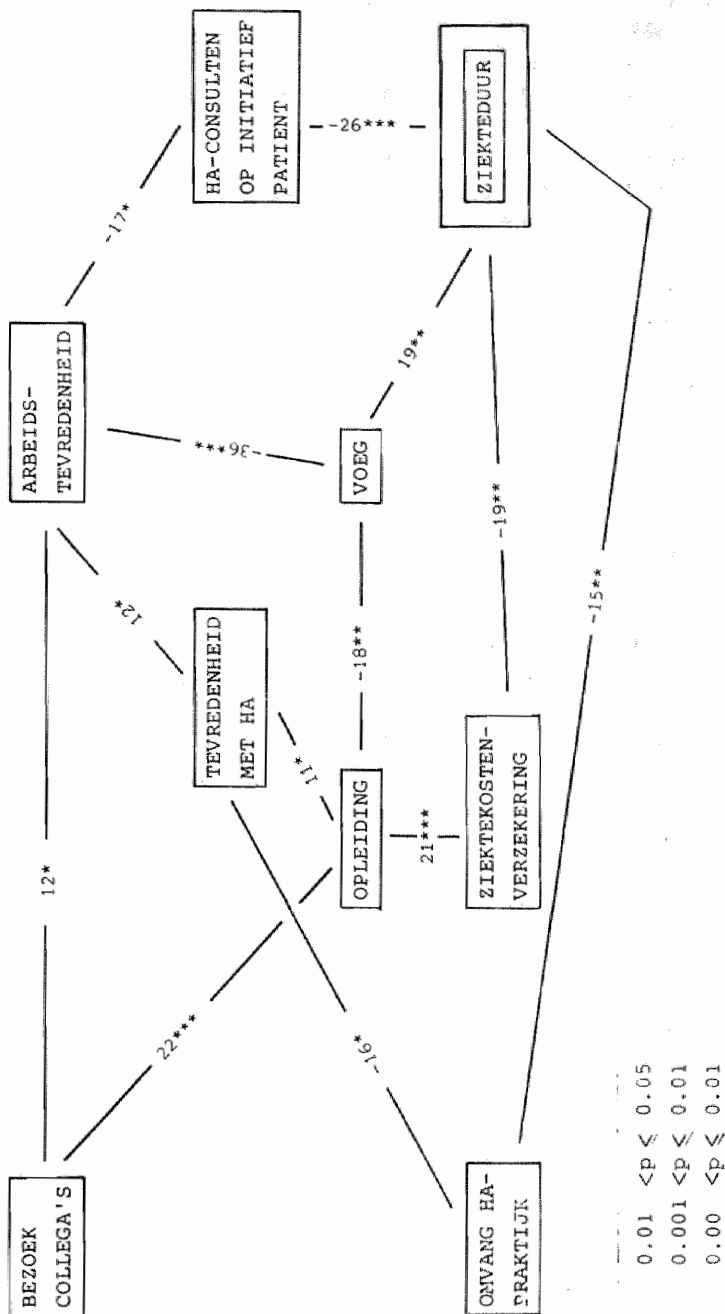 BEZOEK
COLLEGA'S
12*
ARBEIDS-
TEVREDENHEID
-17*
HA-CONSULTEN
OP INITIATIEF
PATIENT
22***
12*
TEVREDENHEID
MET HA
-36***
-26***
11*
-16*
OPLEIDING
-18**
VOEG
19**
ZIEKTEDUUR
21***
-19**
OMVANG HA-
PRAKTIJK
ZIEKTEKOSTEN-
VERZEKERING
-15**
0.01 <p ⩽ 0.05
0.001 <p ⩽ 0.01
0.00 <p ⩽ 0.01